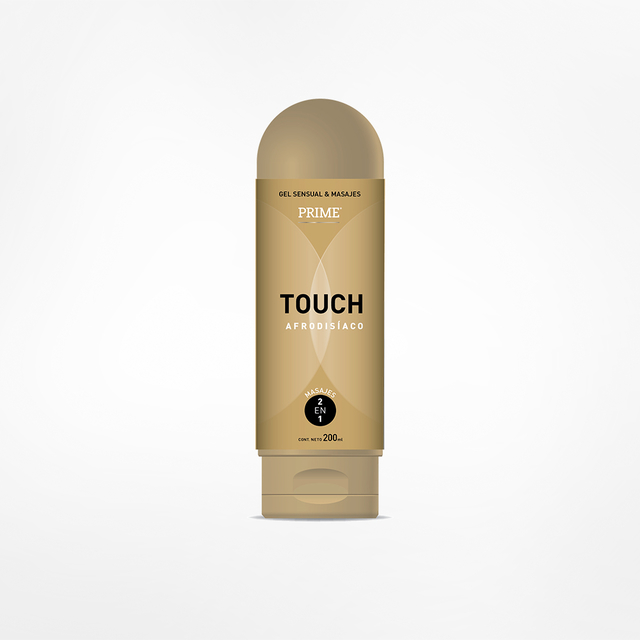 GEL SENSUAL & MASAJES
PRIME
TOUCH
AFRODISÍACO
MASAJES
2
EN
1
CONT. NETO 200ml